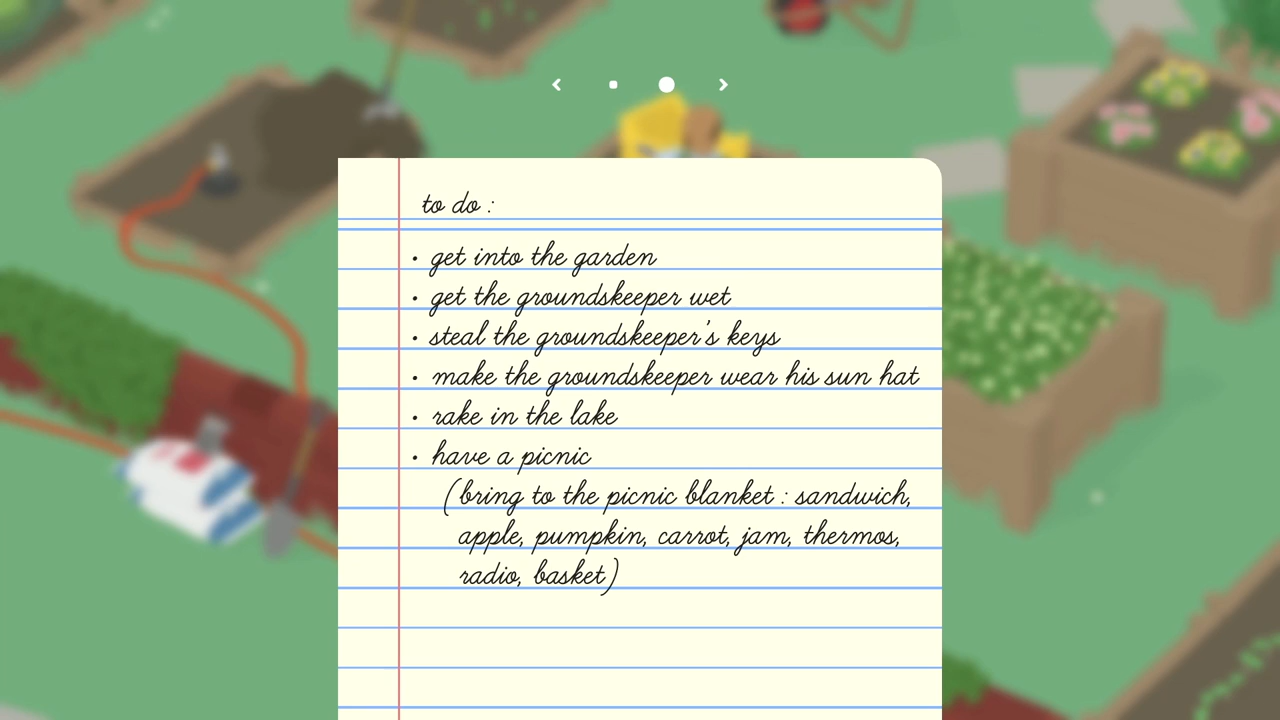 to do :
• get into the garden
• get the groundskeeper wet
• steal the groundskeeper's keys
• make the groundskeeper wear his sun hat
• rake in the lake
• have a picnic
(bring to the picnic blanket : sandwich,
apple, pumpkin, carrot, jam, thermos,
radio, basket)